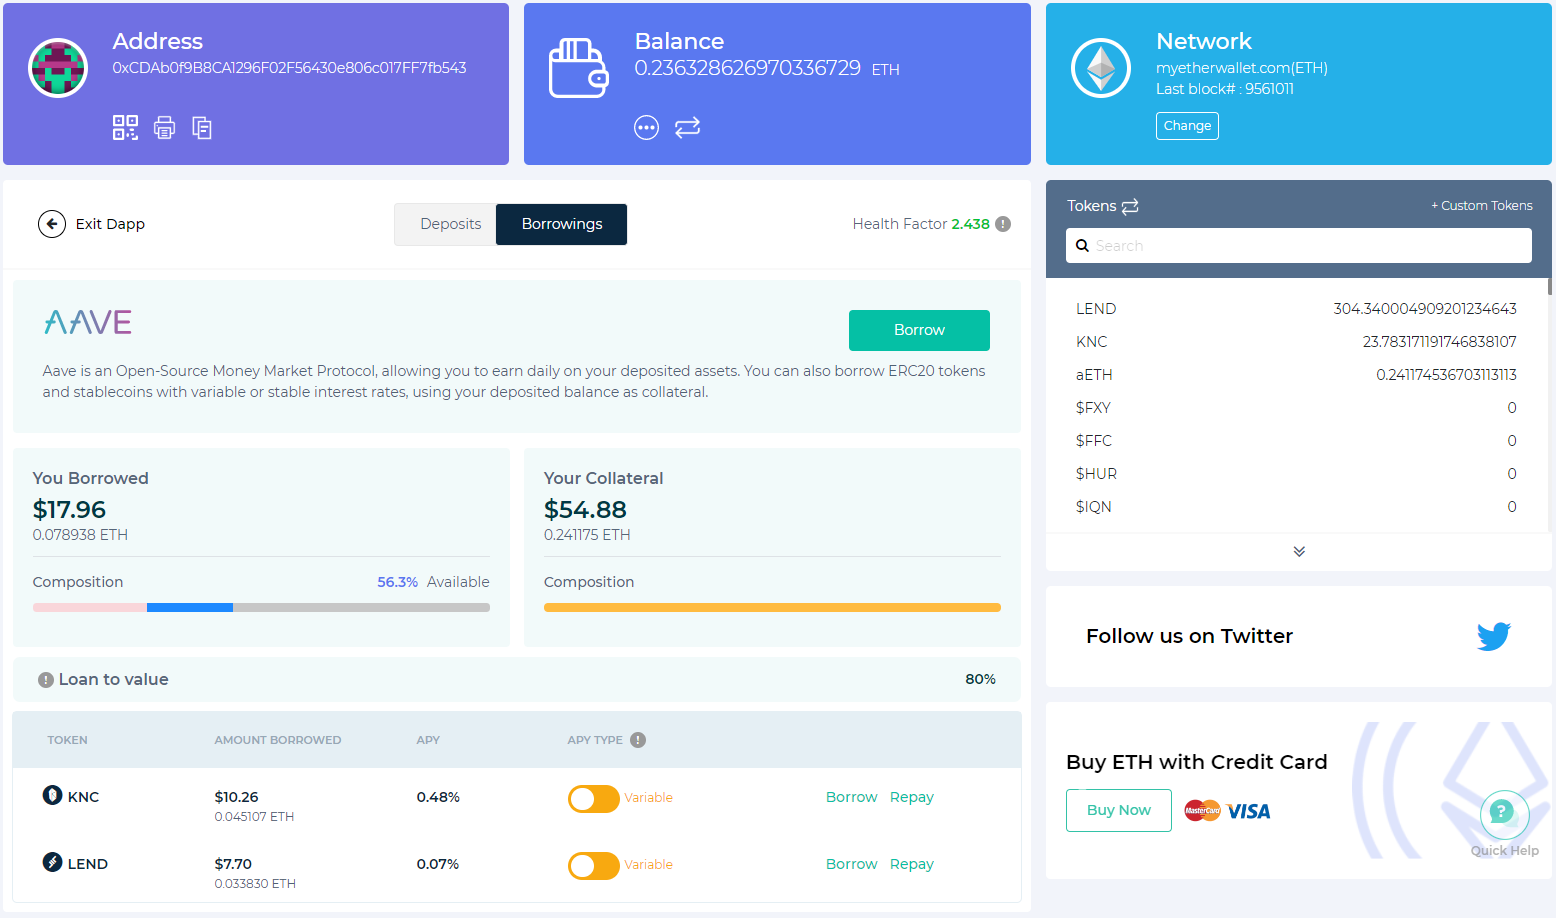 Address
0xCDAb0f9B8CA1296F02F56430e806c017FF7fb543
Balance
0.236328626970336729 ETH
Network
myetherwallet.com(ETH)
Last block# : 9561011
Change
Exit Dapp
Deposits
Borrowings
Health Factor 2.438
AAVE
Borrow
Aave is an Open-Source Money Market Protocol, allowing you to earn daily on your deposited assets. You can also borrow ERC20 tokens
and stablecoins with variable or stable interest rates, using your deposited balance as collateral.
You Borrowed
$17.96
0.078938 ETH
Composition 56.3% Available
Your Collateral
$54.88
0.241175 ETH
Composition
Loan to value 80%
TOKEN AMOUNT BORROWED APY APY TYPE
KNC $10.26 0.48% Variable Borrow Repay
0.045107 ETH
LEND $7.70 0.07% Variable Borrow Repay
0.033830 ETH
Tokens + Custom Tokens
Search
LEND 304.340004909201234643
KNC 23.783171191746838107
aETH 0.241174536703113113
$FXY 0
$FFC 0
$HUR 0
$IQN 0
Follow us on Twitter
Buy ETH with Credit Card
Buy Now MasterCard VISA
Quick Help